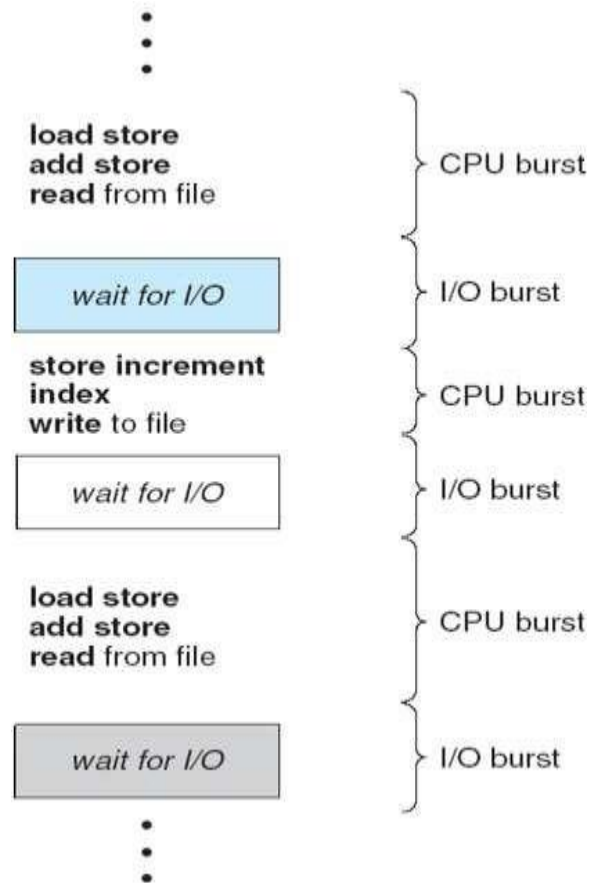 load store
add store
read from file
CPU burst
wait for I/O
I/O burst
store increment
index
write to file
CPU burst
wait for I/O
I/O burst
load store
add store
read from file
CPU burst
wait for I/O
I/O burst